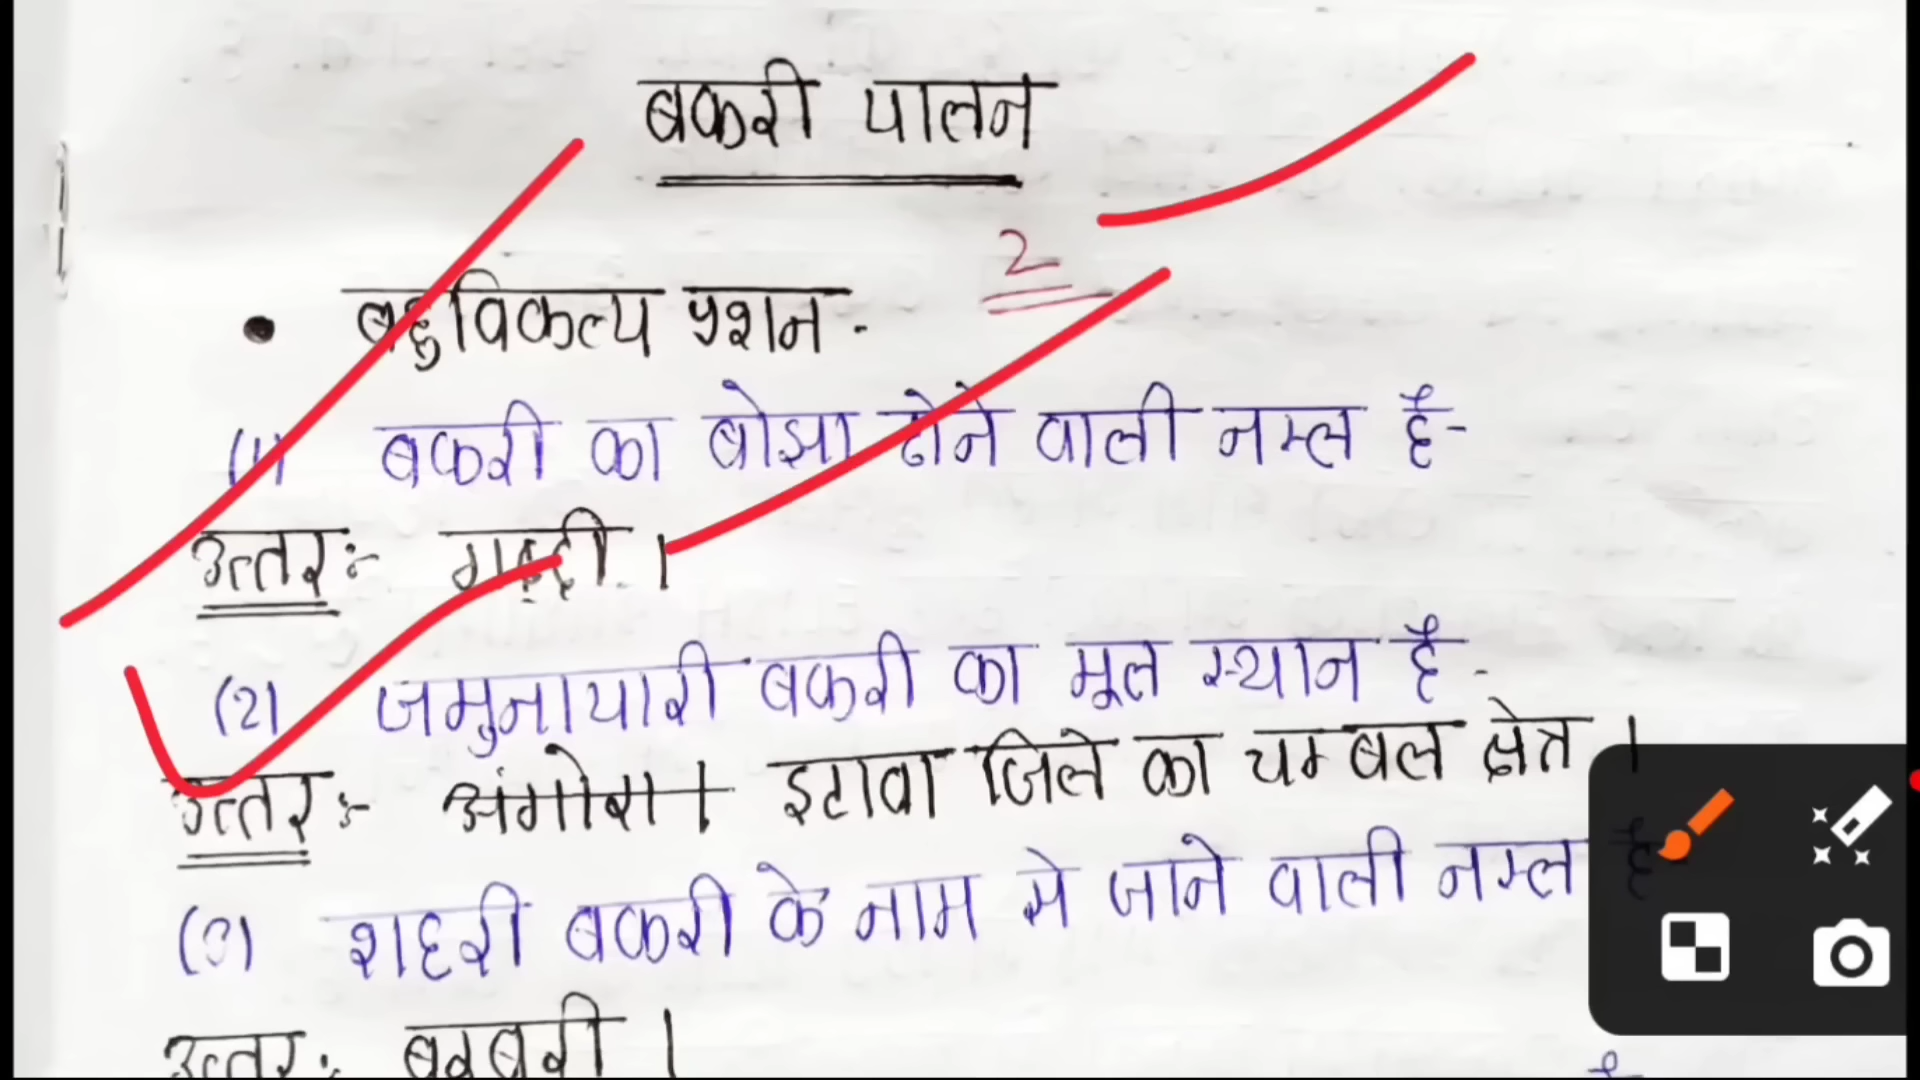 बकरी पालन
2
• बहुविकल्प प्रशन -
(1) बकरी का बोझा ढोने वाली नस्ल है-
उत्तर:- गद्दी ।
(2) जमुनापारी बकरी का मूल स्थान है-
उत्तर:- अंगोरा । इटावा जिले का चम्बल क्षेत्र ।
(3) शहरी बकरी के नाम से जाने वाली नस्ल है
उत्तर:- बरबरी ।